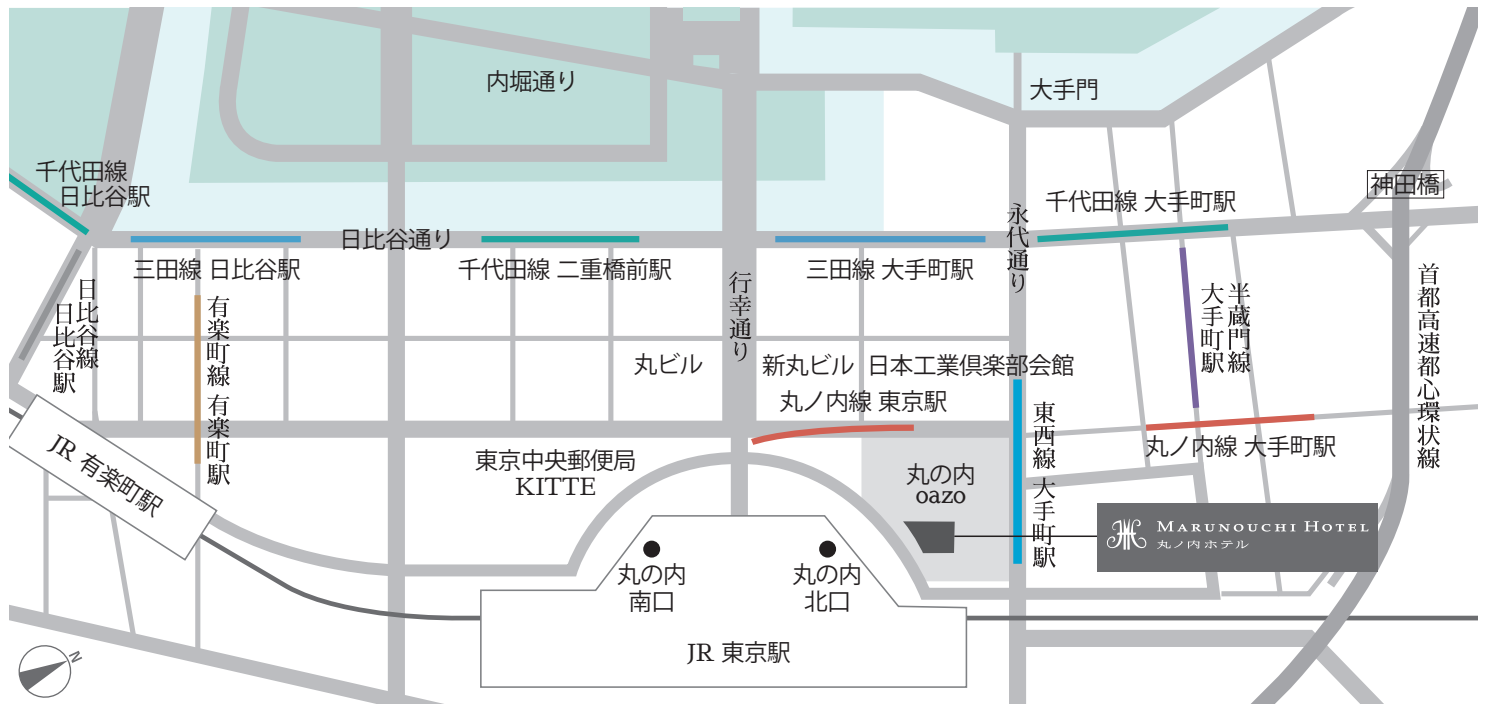 内堀通り
大手門
千代田線
日比谷駅
神田橋
千代田線 大手町駅
永代通り
日比谷通り
三田線 日比谷駅
千代田線 二重橋前駅
三田線 大手町駅
行幸通り
日比谷線
日比谷駅
有楽町線 有楽町駅
半蔵門線
大手町駅
首都高速都心環状線
丸ビル
新丸ビル
日本工業倶楽部会館
丸ノ内線 東京駅
東西線 大手町駅
丸ノ内線 大手町駅
JR 有楽町駅
東京中央郵便局
KITTE
丸の内
oazo
MARUNOUCHI HOTEL
丸ノ内ホテル
丸の内
南口
丸の内
北口
JR 東京駅
N